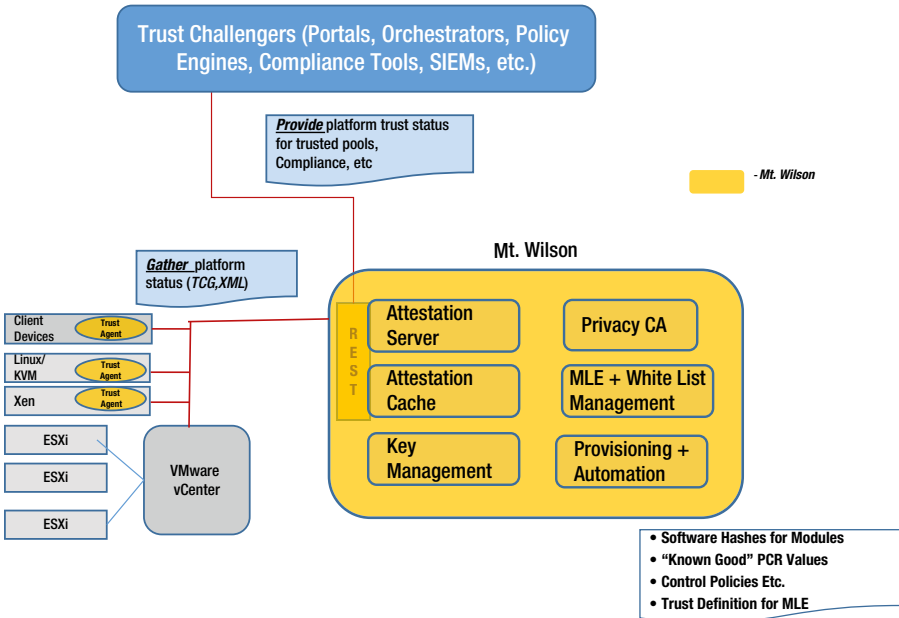 Trust Challengers (Portals, Orchestrators, Policy
Engines, Compliance Tools, SIEMs, etc.)
Provide platform trust status
for trusted pools,
Compliance, etc
- Mt. Wilson
Mt. Wilson
Gather platform
status (TCG,XML)
Client
Devices
Trust
Agent
Linux/
KVM
Trust
Agent
Xen
Trust
Agent
ESXi
ESXi
ESXi
VMware
vCenter
R
E
S
T
Attestation
Server
Privacy CA
Attestation
Cache
MLE + White List
Management
Key
Management
Provisioning +
Automation
• Software Hashes for Modules
• “Known Good” PCR Values
• Control Policies Etc.
• Trust Definition for MLE